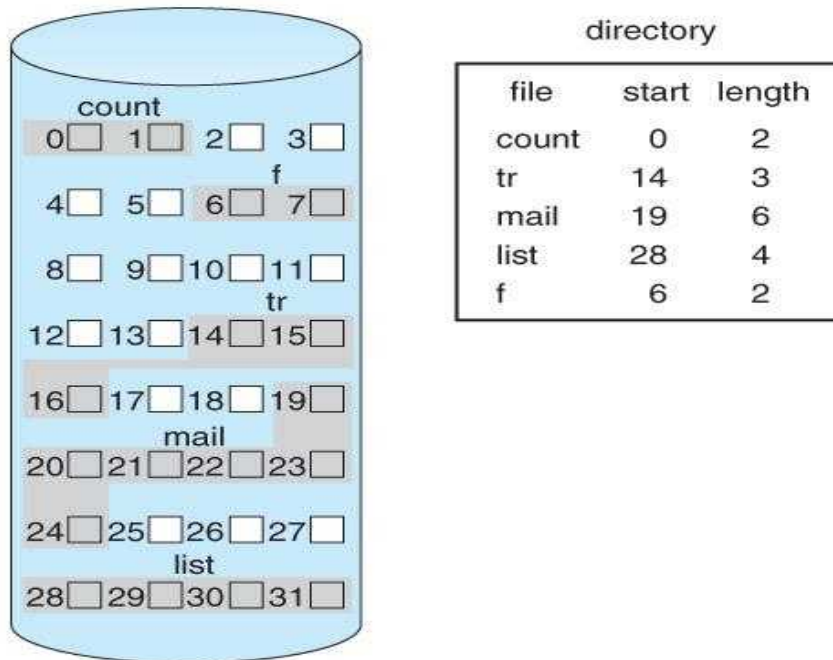 count
0 1 2 3
f
4 5 6 7
8 9 10 11
tr
12 13 14 15
16 17 18 19
mail
20 21 22 23
24 25 26 27
list
28 29 30 31
directory
file start length
count 0 2
tr 14 3
mail 19 6
list 28 4
f 6 2